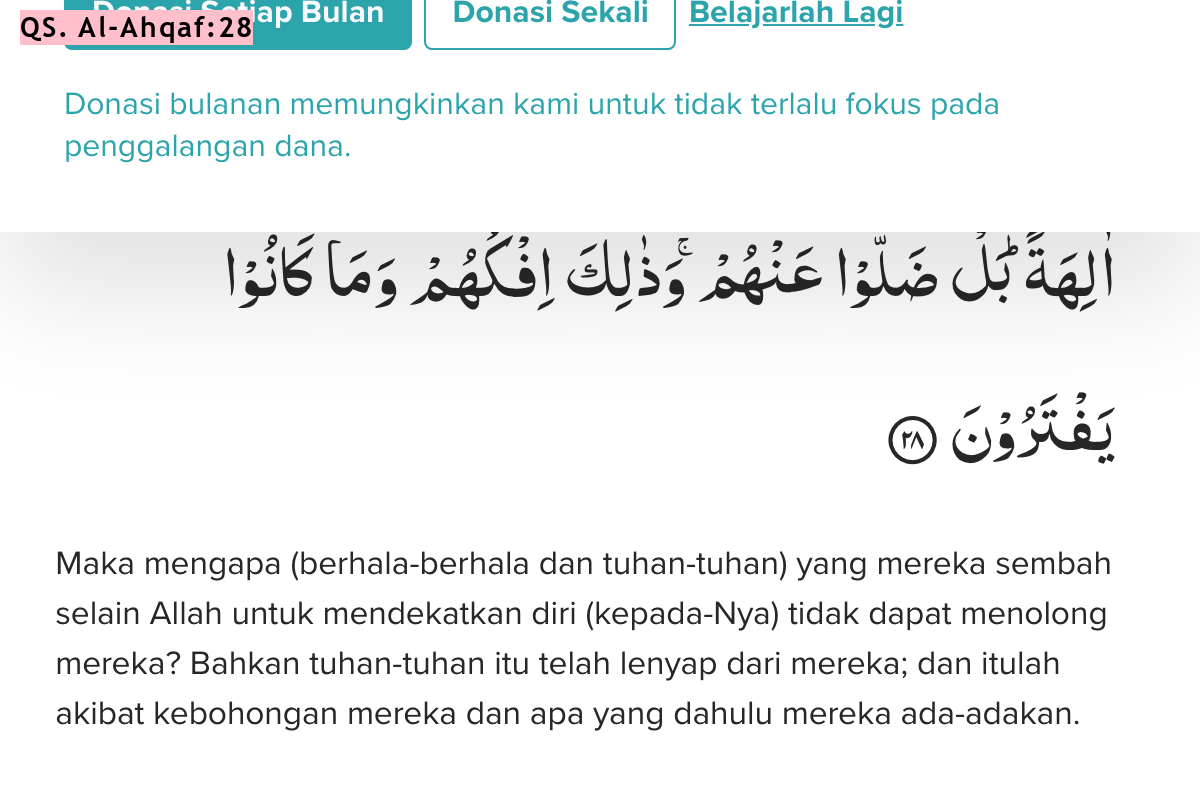 QS. Al-Ahqaf:28
Donasi Setiap Bulan Donasi Sekali Belajarlah Lagi
Donasi bulanan memungkinkan kami untuk tidak terlalu fokus pada
penggalangan dana.
اٰلِهَةً ۗبَلْ ضَلُّوْا عَنْهُمْ ۚوَذٰلِكَ اِفْكُهُمْ وَمَا كَانُوْا
يَفْتَرُوْنَ ٢٨
Maka mengapa (berhala-berhala dan tuhan-tuhan) yang mereka sembah
selain Allah untuk mendekatkan diri (kepada-Nya) tidak dapat menolong
mereka? Bahkan tuhan-tuhan itu telah lenyap dari mereka; dan itulah
akibat kebohongan mereka dan apa yang dahulu mereka ada-adakan.